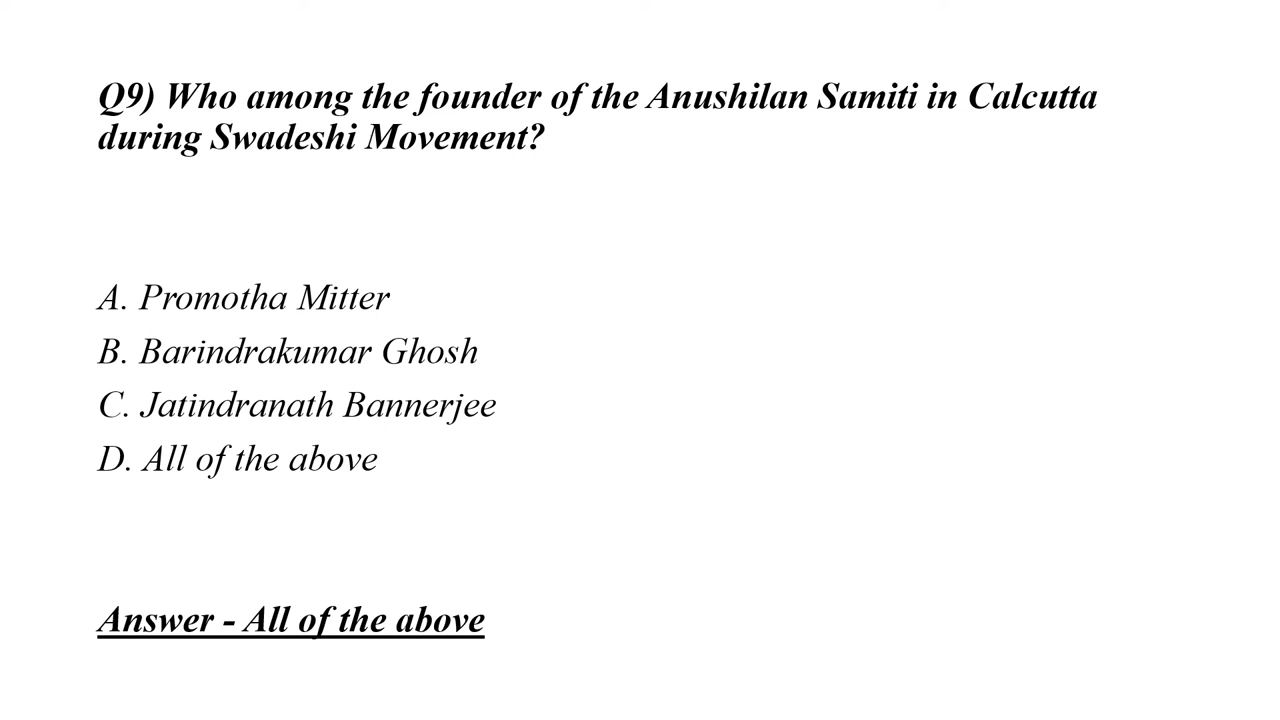 Q9) Who among the founder of the Anushilan Samiti in Calcutta
during Swadeshi Movement?
A. Promotha Mitter
B. Barindrakumar Ghosh
C. Jatindranath Bannerjee
D. All of the above
Answer - All of the above